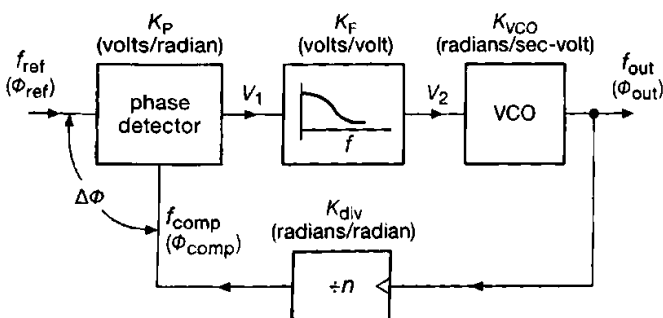 K_P
(volts/radian)
K_F
(volts/volt)
K_VCO
(radians/sec-volt)
f_ref
(Φ_ref)
phase
detector
V_1
f
V_2
VCO
f_out
(Φ_out)
ΔΦ
f_comp
(Φ_comp)
K_div
(radians/radian)
÷n